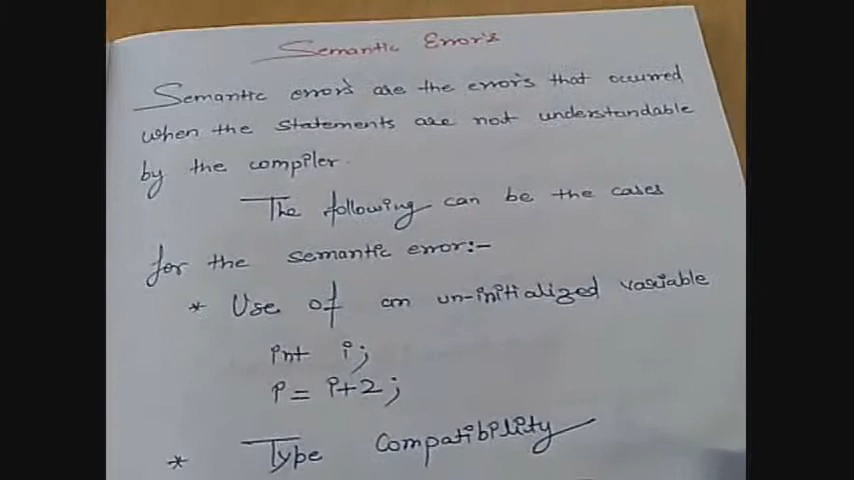 Semantic Errors
Semantic errors are the errors that occurred
when the statements are not understandable
by the compiler.
The following can be the cases
for the semantic error:-
* Use of an un-initialized variable
int i;
i = i+2;
* Type Compatibility